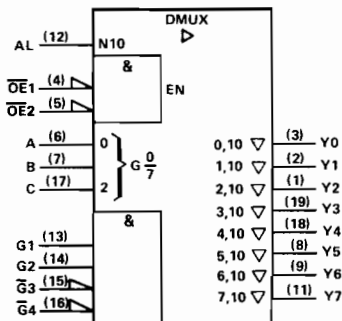 DMUX
AL (12) N10
&
OE1 (4)
EN
OE2 (5)
A (6) 0
B (7) G 0/7
C (17) 2
0,10 (3) Y0
1,10 (2) Y1
2,10 (1) Y2
3,10 (19) Y3
4,10 (18) Y4
5,10 (8) Y5
6,10 (9) Y6
7,10 (11) Y7
&
G1 (13)
G2 (14)
G3 (15)
G4 (16)